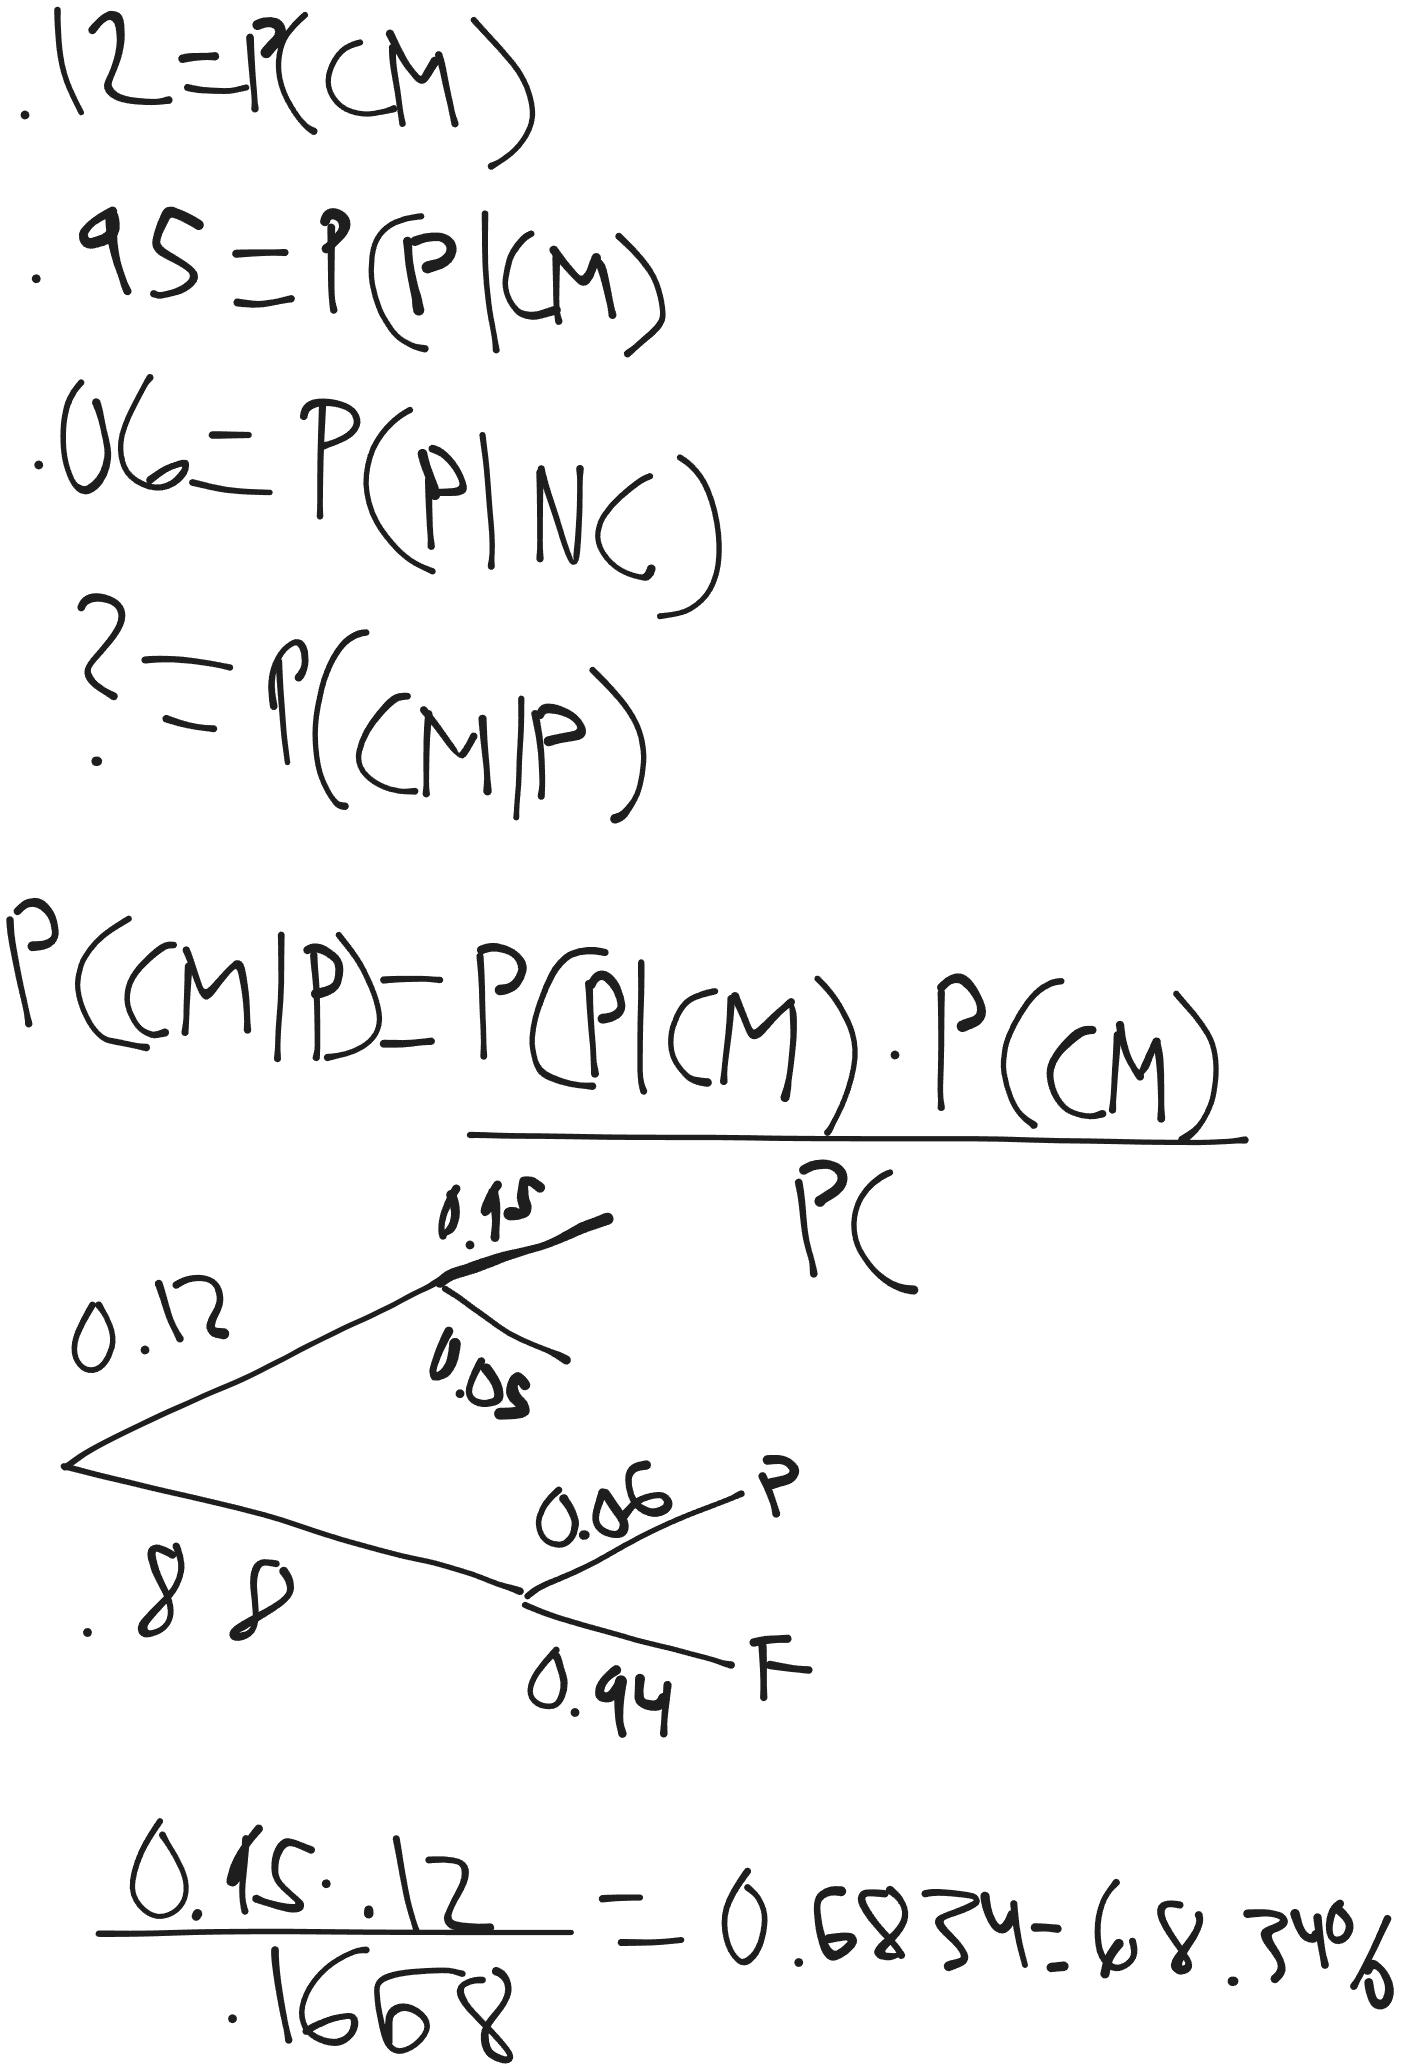 .12=P(CM)
.95=P(P|CM)
.06=P(P|NC)
?=P(CM|P)
P(CM|P)=P(P|CM).P(CM)
P(
0.95
0.12
0.05
0.06 P
.88
0.94 F
0.95..12
.1668
=0.6834=68.34%